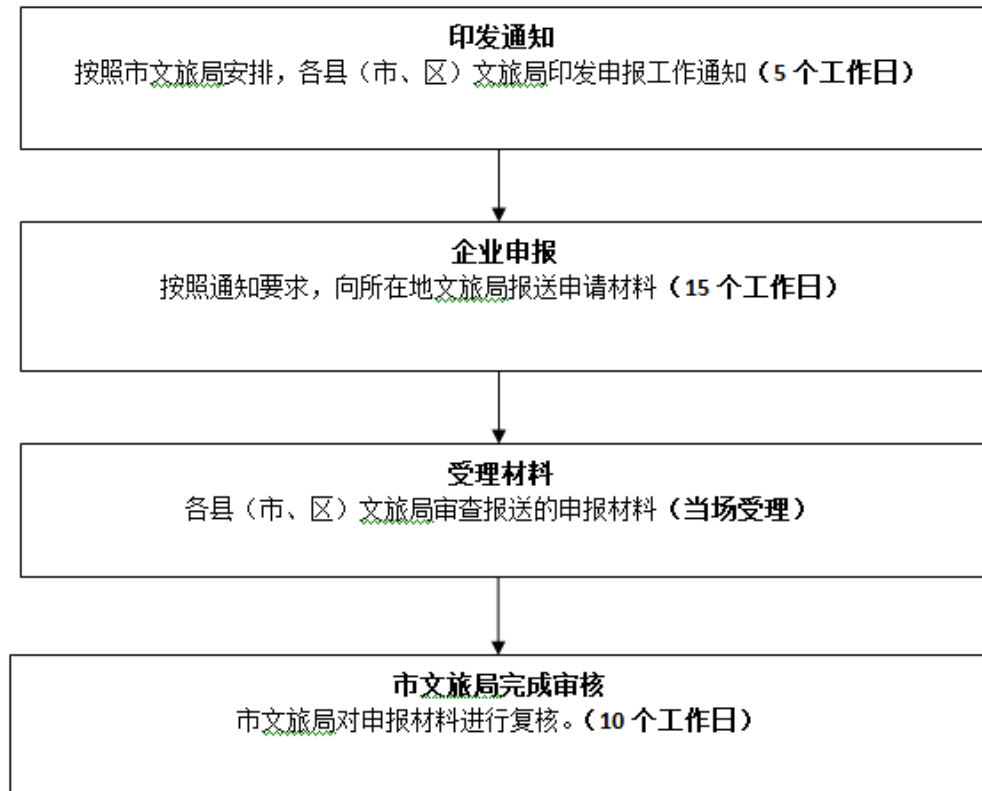 印发通知
按照市文旅局安排，各县（市、区）文旅局印发申报工作通知（5 个工作日）
企业申报
按照通知要求，向所在地文旅局报送申请材料（15 个工作日）
受理材料
各县（市、区）文旅局审查报送的申报材料（当场受理）
市文旅局完成审核
市文旅局对申报材料进行复核。（10 个工作日）